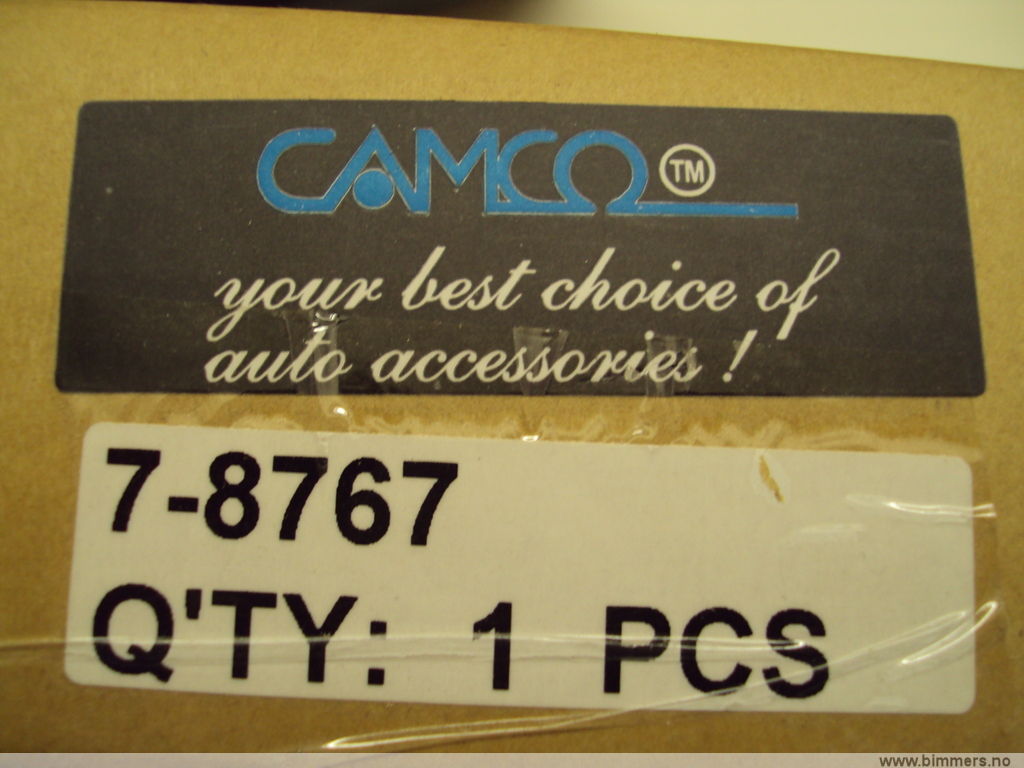 CAMCO TM
your best choice of
auto accessories !
7-8767
Q'TY: 1 PCS
www.bimmers.no